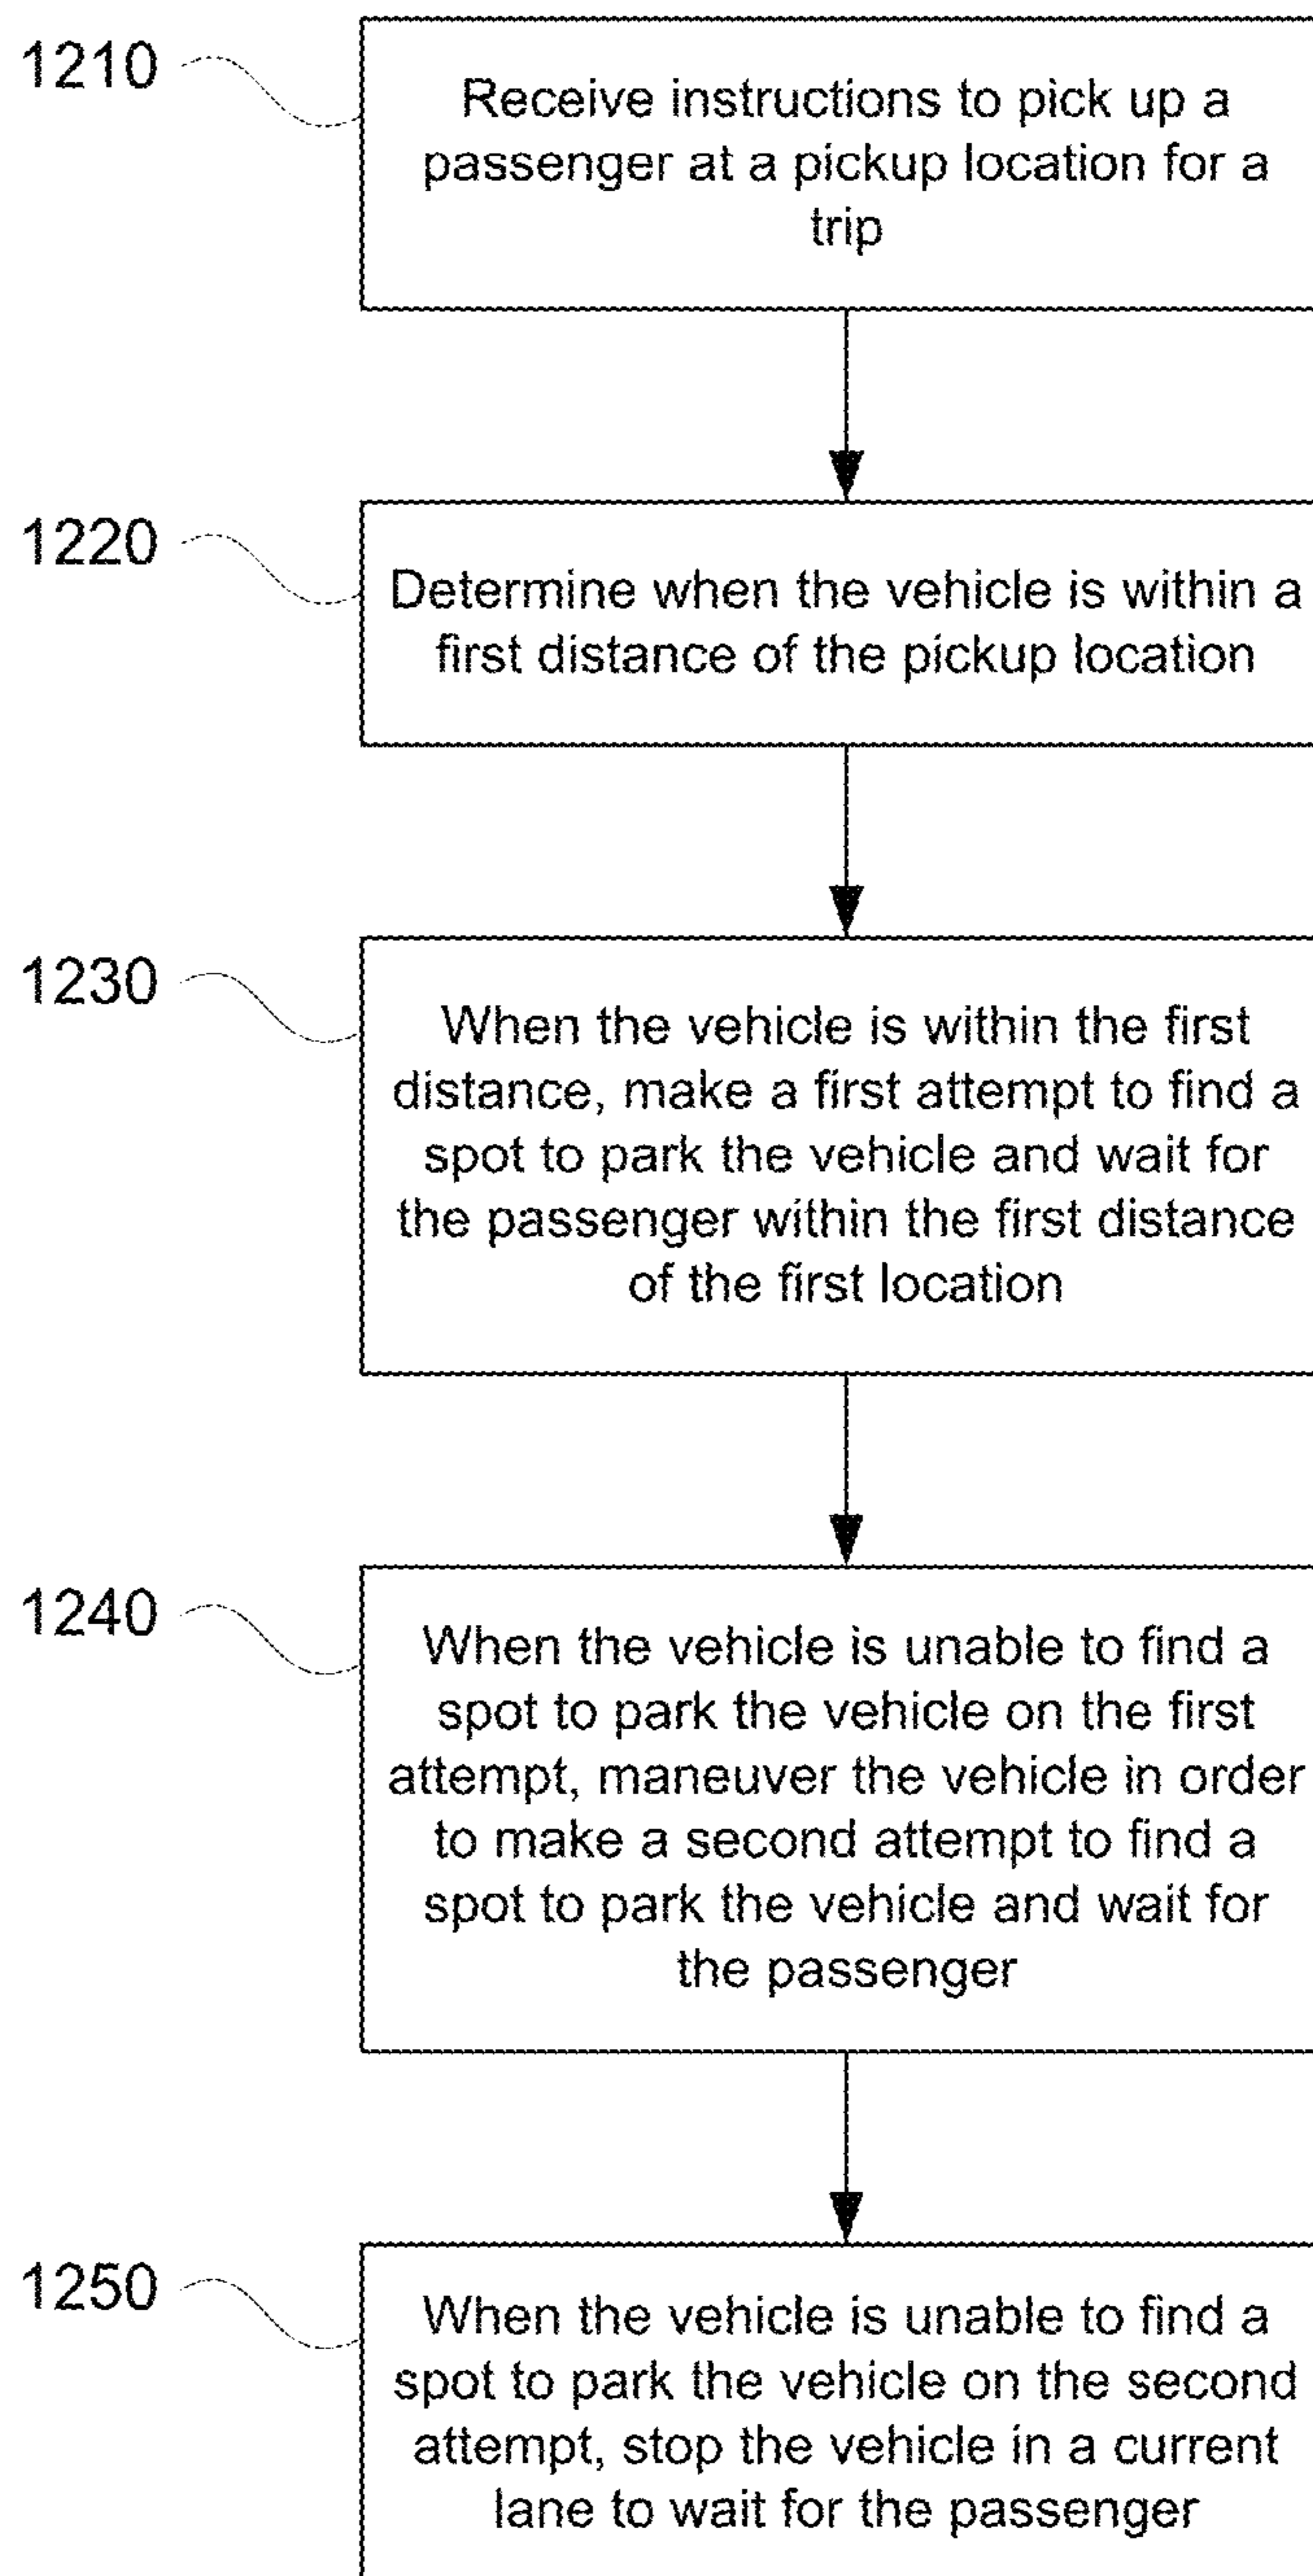 1210
Receive instructions to pick up a
passenger at a pickup location for a
trip
1220
Determine when the vehicle is within a
first distance of the pickup location
1230
When the vehicle is within the first
distance, make a first attempt to find a
spot to park the vehicle and wait for
the passenger within the first distance
of the first location
1240
When the vehicle is unable to find a
spot to park the vehicle on the first
attempt, maneuver the vehicle in order
to make a second attempt to find a
spot to park the vehicle and wait for
the passenger
1250
When the vehicle is unable to find a
spot to park the vehicle on the second
attempt, stop the vehicle in a current
lane to wait for the passenger